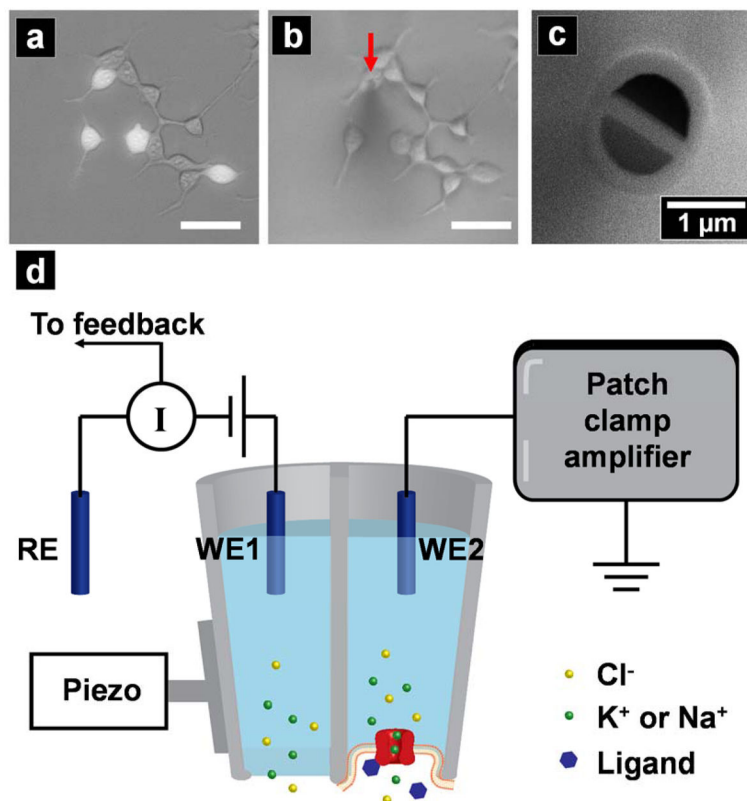 a
b
c
1 µm
d
To feedback
I
Patch
clamp
amplifier
RE
WE1
WE2
Piezo
Cl⁻
K⁺ or Na⁺
Ligand